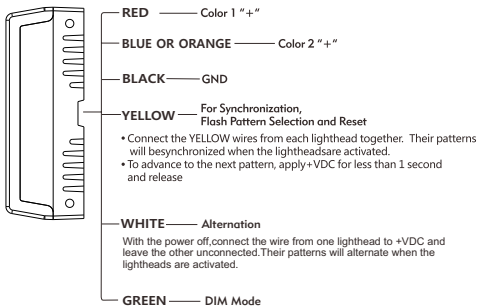 RED Color 1 "+"
BLUE OR ORANGE Color 2 "+"
BLACK GND
YELLOW For Synchronization,
Flash Pattern Selection and Reset
• Connect the YELLOW wires from each lighthead together. Their patterns
will besynchronized when the lightheadsare activated.
• To advance to the next pattern, apply+VDC for less than 1 second
and release
WHITE Alternation
With the power off,connect the wire from one lighthead to +VDC and
leave the other unconnected.Their patterns will alternate when the
lightheads are activated.
GREEN DIM Mode